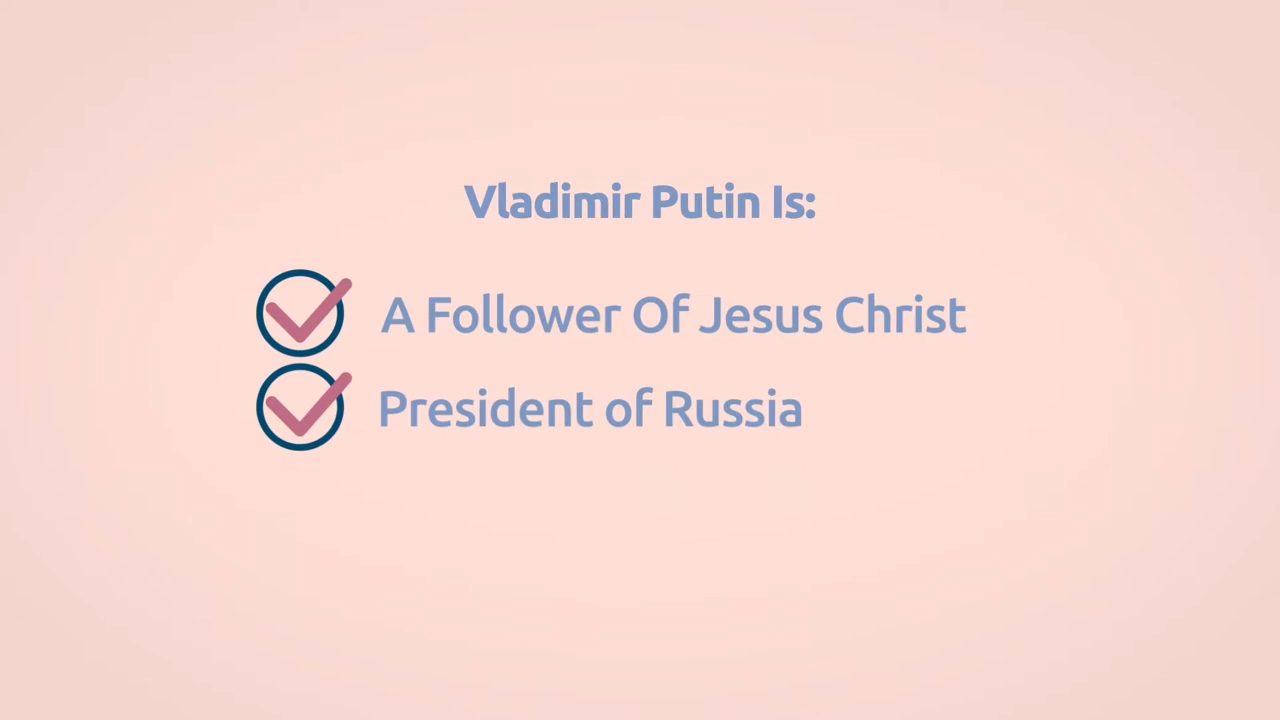 Vladimir Putin Is:
A Follower Of Jesus Christ
President of Russia